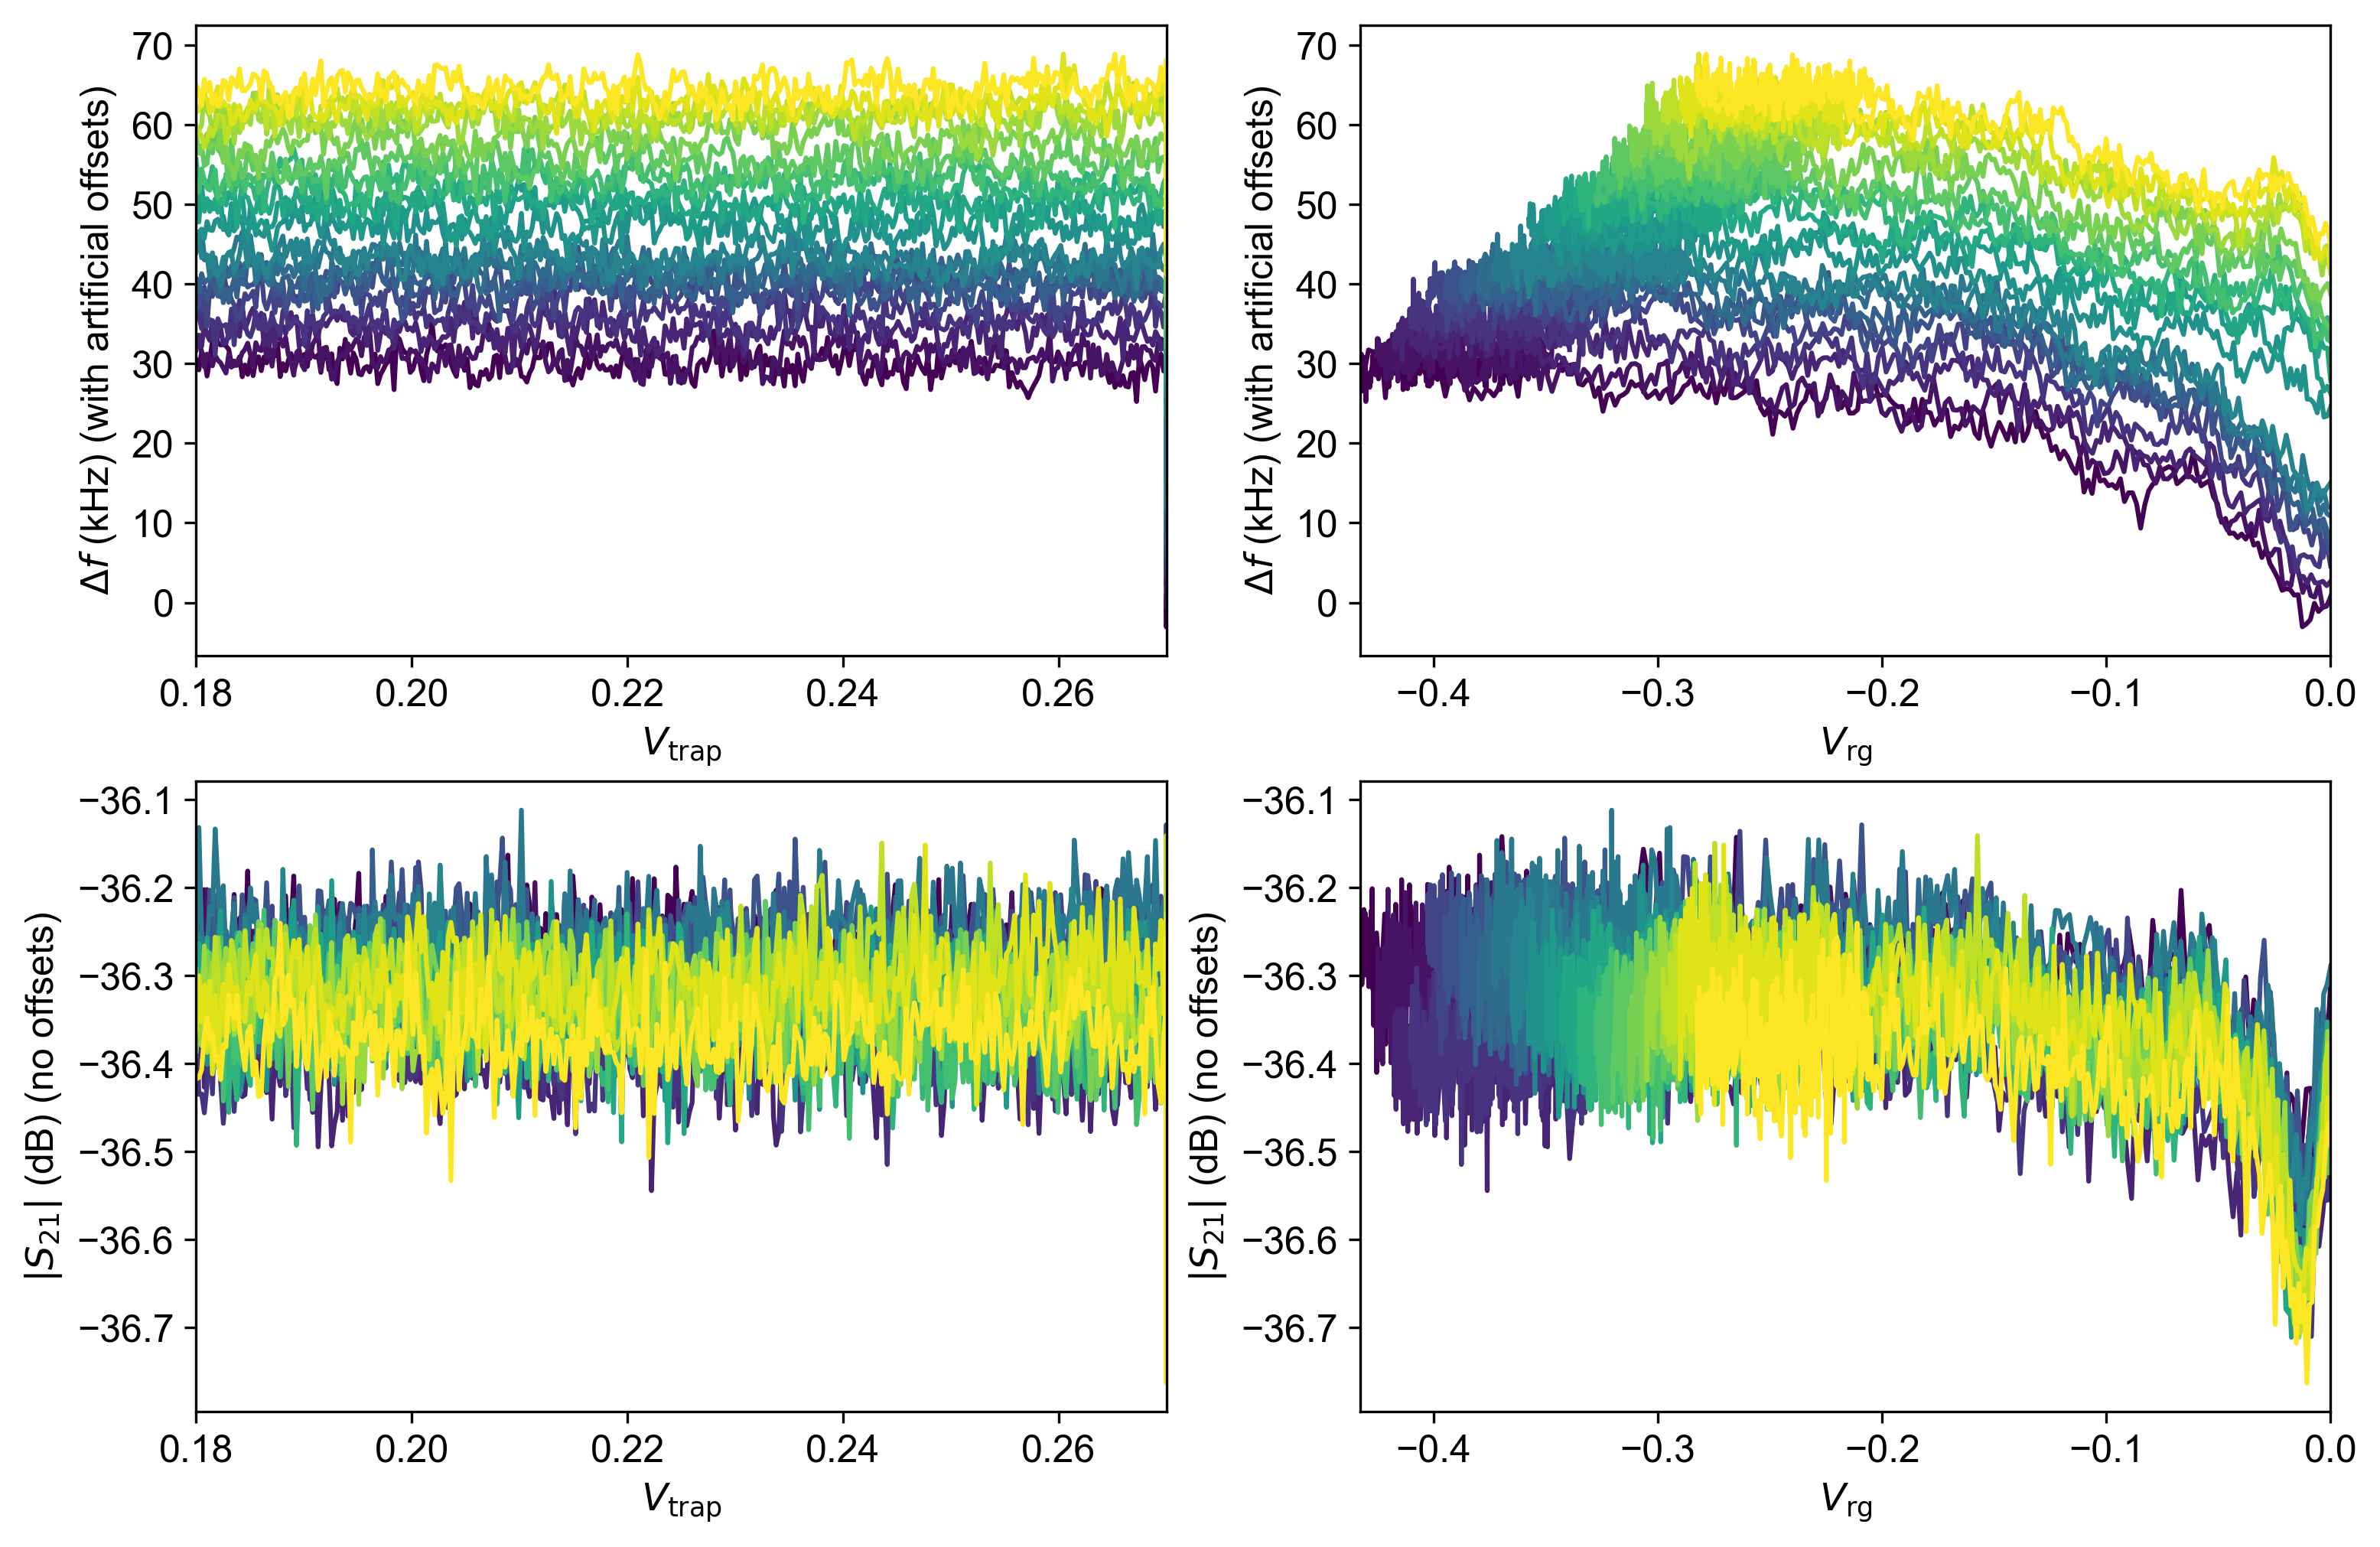 70
60
50
40
30
20
10
0
Δf (kHz) (with artificial offsets)
0.18 0.20 0.22 0.24 0.26
V_trap
70
60
50
40
30
20
10
0
Δf (kHz) (with artificial offsets)
−0.4 −0.3 −0.2 −0.1 0.0
V_rg
−36.1
−36.2
−36.3
−36.4
−36.5
−36.6
−36.7
|S_21| (dB) (no offsets)
0.18 0.20 0.22 0.24 0.26
V_trap
−36.1
−36.2
−36.3
−36.4
−36.5
−36.6
−36.7
|S_21| (dB) (no offsets)
−0.4 −0.3 −0.2 −0.1 0.0
V_rg